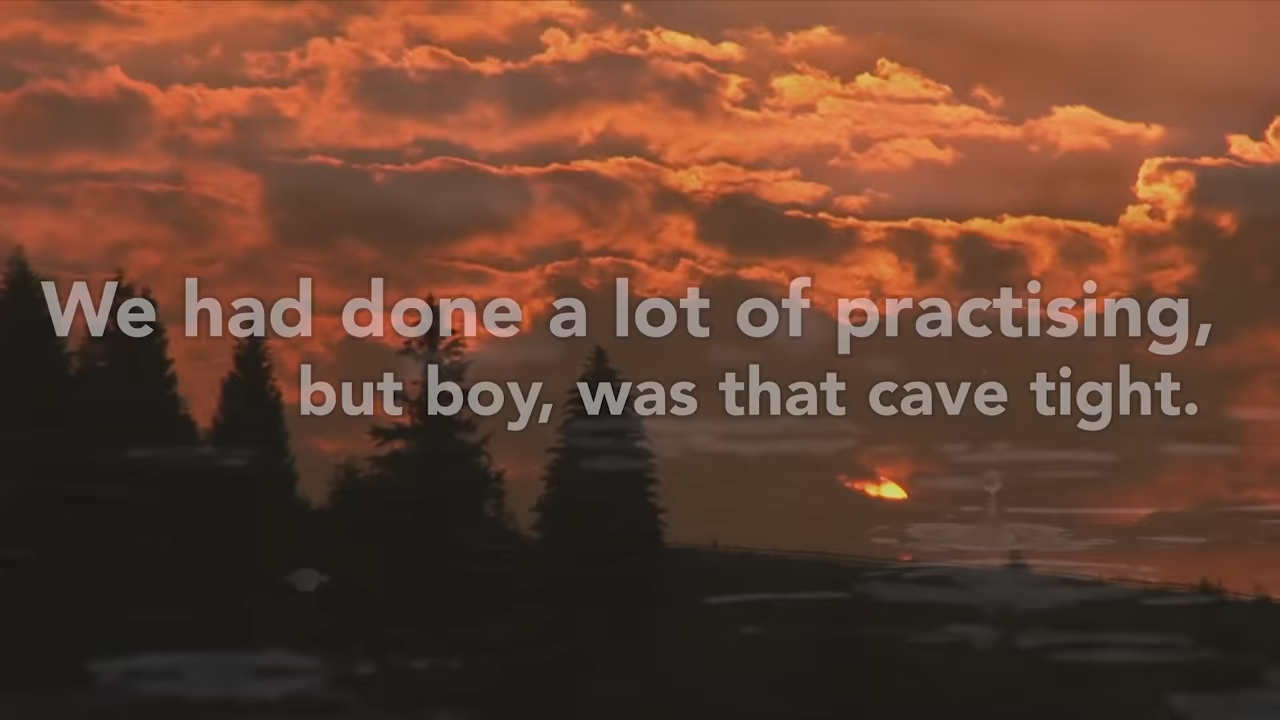 We had done a lot of practising,
but boy, was that cave tight.